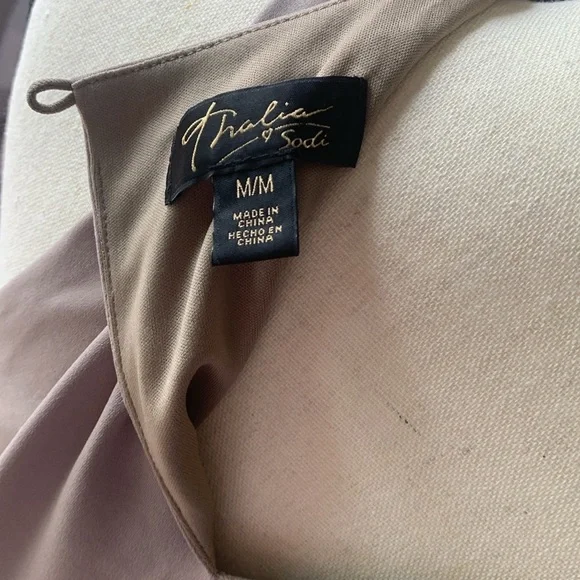 Thalia
Sodi
M/M
MADE IN
CHINA
HECHO EN
CHINA